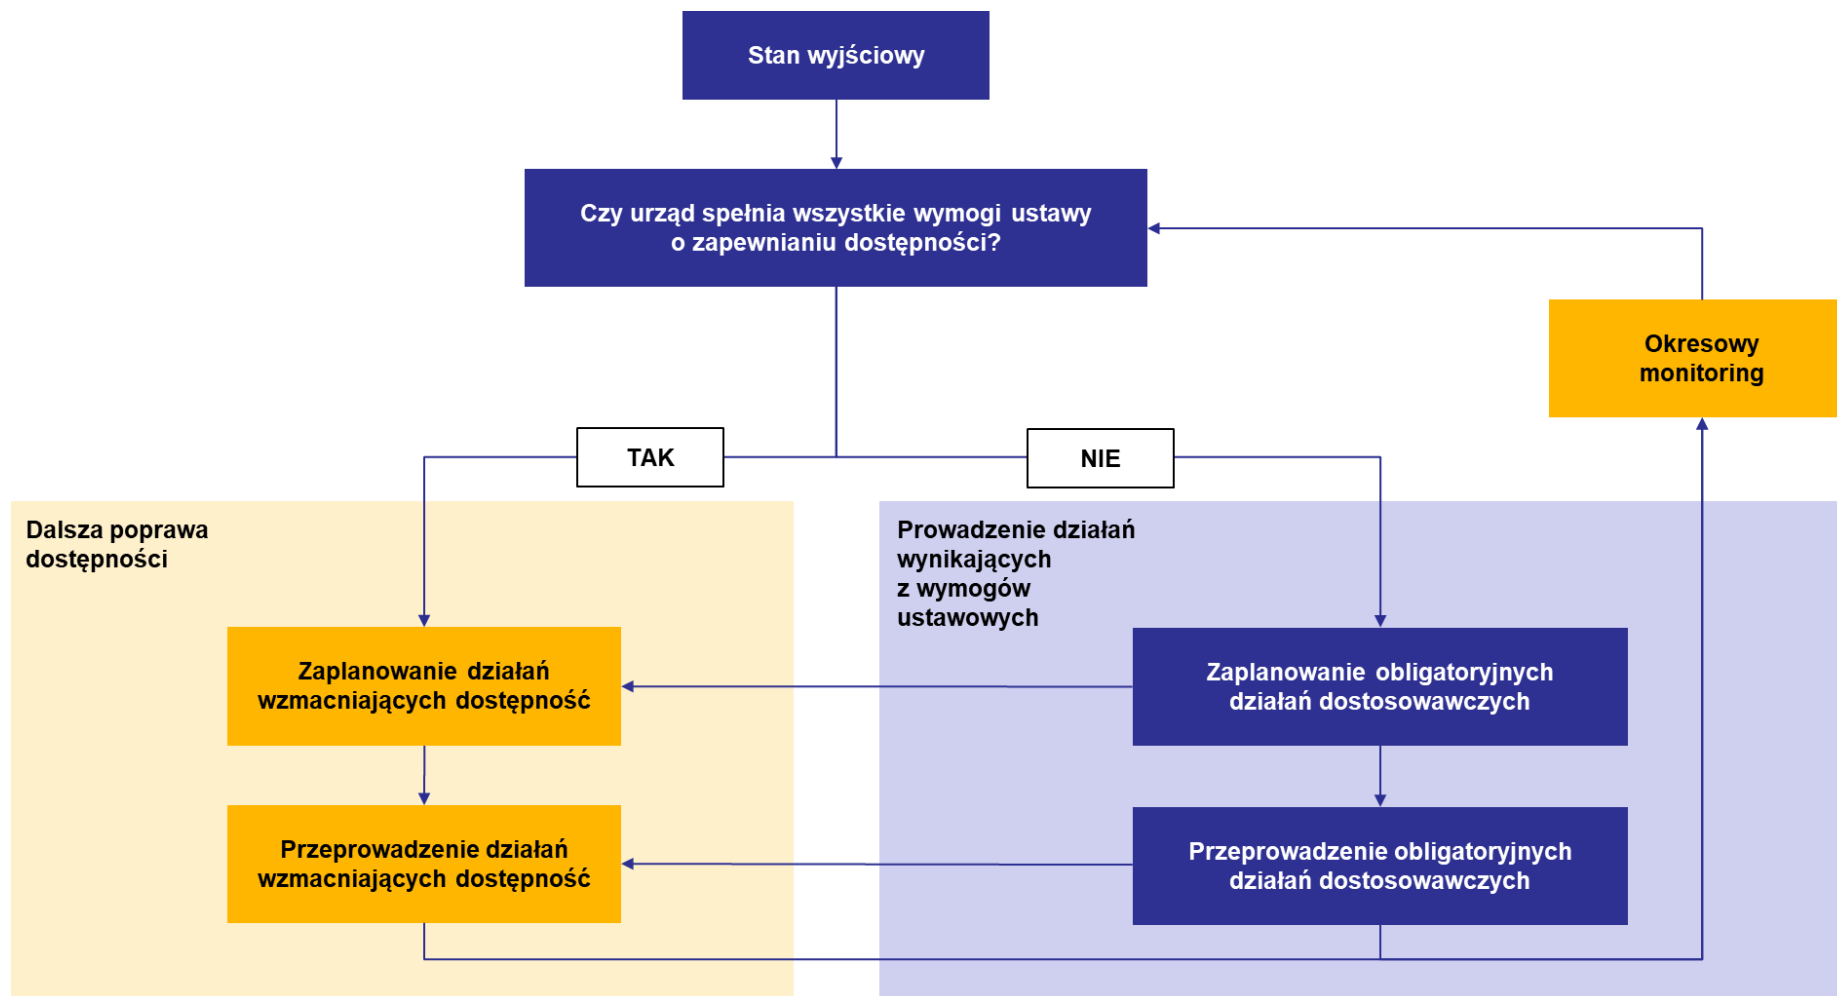 Stan wyjściowy
Czy urząd spełnia wszystkie wymogi ustawy
o zapewnianiu dostępności?
Okresowy
monitoring
TAK
NIE
Dalsza poprawa
dostępności
Prowadzenie działań
wynikających
z wymogów
ustawowych
Zaplanowanie działań
wzmacniających dostępność
Zaplanowanie obligatoryjnych
działań dostosowawczych
Przeprowadzenie działań
wzmacniających dostępność
Przeprowadzenie obligatoryjnych
działań dostosowawczych